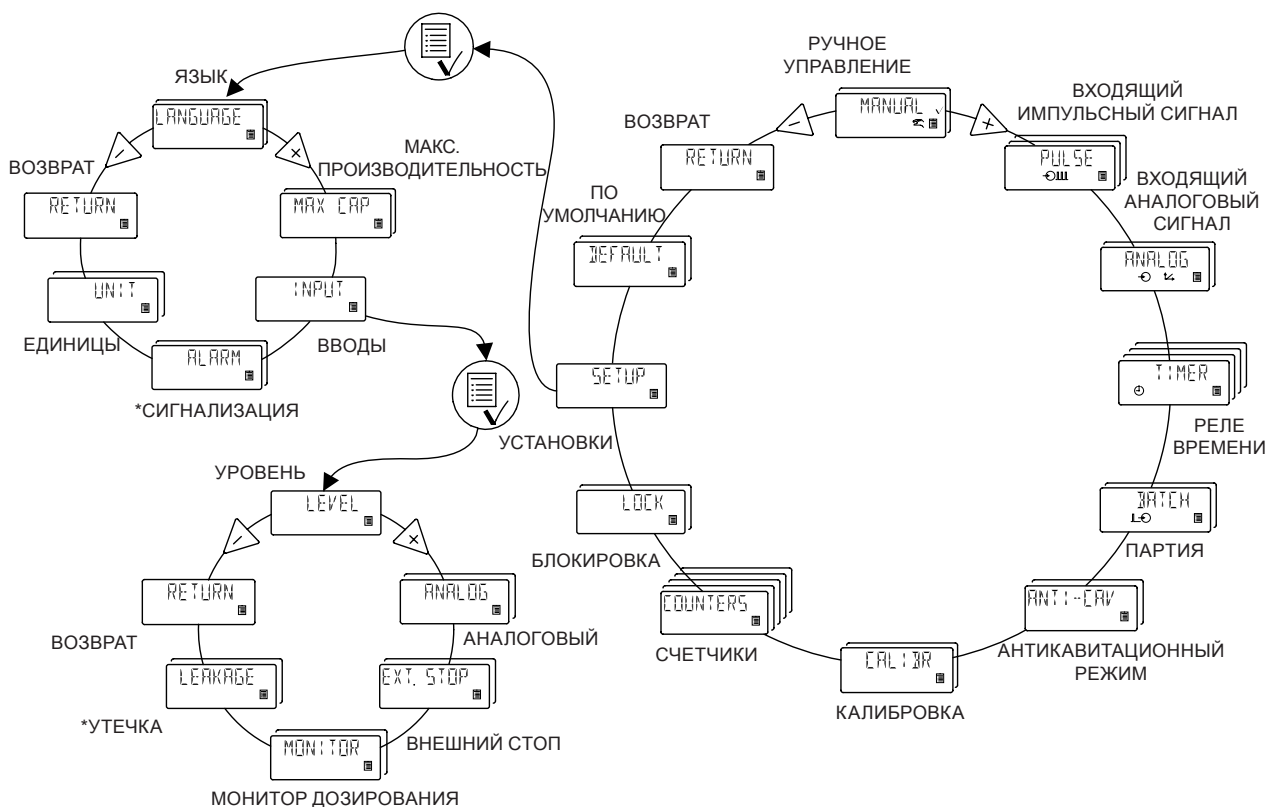 ЯЗЫК
LANGUAGE
ВОЗВРАТ
RETURN
МАКС.
ПРОИЗВОДИТЕЛЬНОСТЬ
MAX CAP
UNIT
ЕДИНИЦЫ
INPUT
ВВОДЫ
ALARM
*СИГНАЛИЗАЦИЯ
УРОВЕНЬ
LEVEL
RETURN
ВОЗВРАТ
ANALOG
АНАЛОГОВЫЙ
LEAKAGE
*УТЕЧКА
EXT. STOP
ВНЕШНИЙ СТОП
MONITOR
МОНИТОР ДОЗИРОВАНИЯ
РУЧНОЕ
УПРАВЛЕНИЕ
MANUAL
ВХОДЯЩИЙ
ИМПУЛЬСНЫЙ СИГНАЛ
PULSE
ВХОДЯЩИЙ
АНАЛОГОВЫЙ
СИГНАЛ
ANALOG
TIMER
РЕЛЕ
ВРЕМЕНИ
BATCH
ПАРТИЯ
ANTI-CAV
АНТИКАВИТАЦИОННЫЙ
РЕЖИМ
CALIBR
КАЛИБРОВКА
COUNTERS
СЧЕТЧИКИ
LOCK
БЛОКИРОВКА
SETUP
УСТАНОВКИ
ПО
УМОЛЧАНИЮ
DEFAULT
ВОЗВРАТ
RETURN